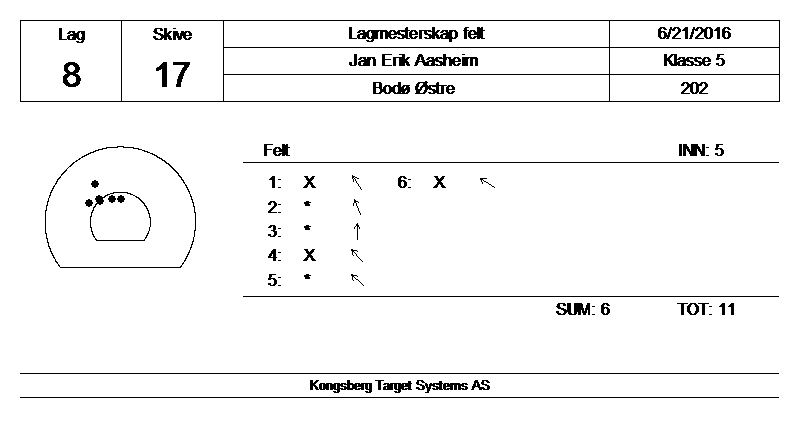 Lag Skive Lagmesterskap felt 6/21/2016
8 17 Jan Erik Aasheim Klasse 5
Bodø Østre 202
Felt INN: 5
1: X 6: X
2: *
3: *
4: X
5: *
SUM: 6 TOT: 11
Kongsberg Target Systems AS